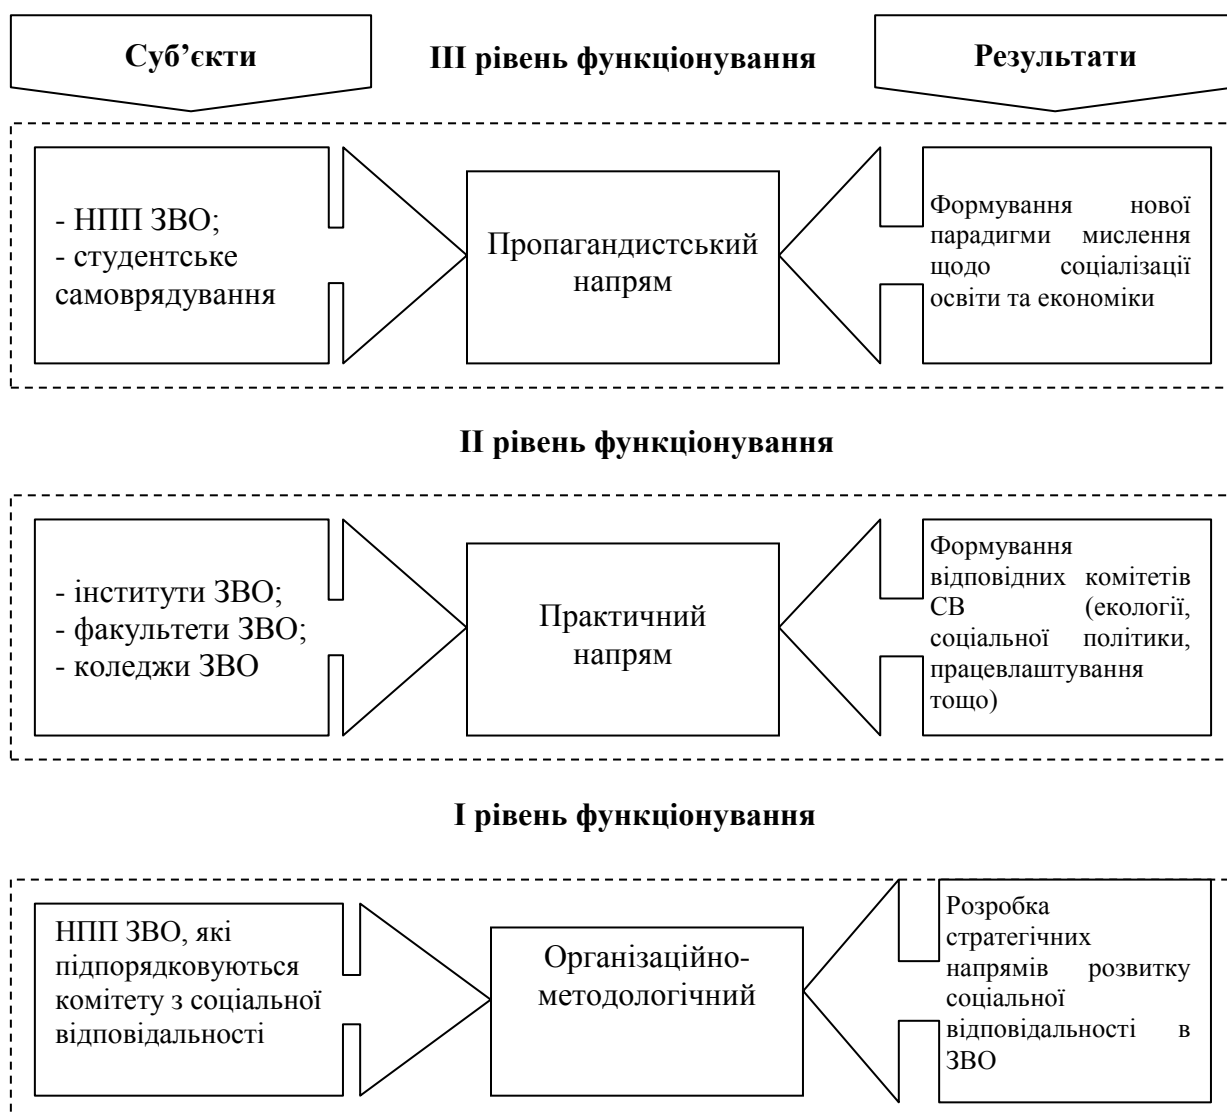 Суб’єкти
III рівень функціонування
Результати
- НПП ЗВО;
- студентське
самоврядування
Пропагандистський
напрям
Формування нової
парадигми мислення
щодо соціалізації
освіти та економіки
II рівень функціонування
- інститути ЗВО;
- факультети ЗВО;
- коледжи ЗВО
Практичний
напрям
Формування
відповідних комітетів
СВ (екології,
соціальної політики,
працевлаштування
тощо)
I рівень функціонування
НПП ЗВО, які
підпорядковуються
комітету з соціальної
відповідальності
Організаційно-
методологічний
Розробка
стратегічних
напрямів розвитку
соціальної
відповідальності в
ЗВО